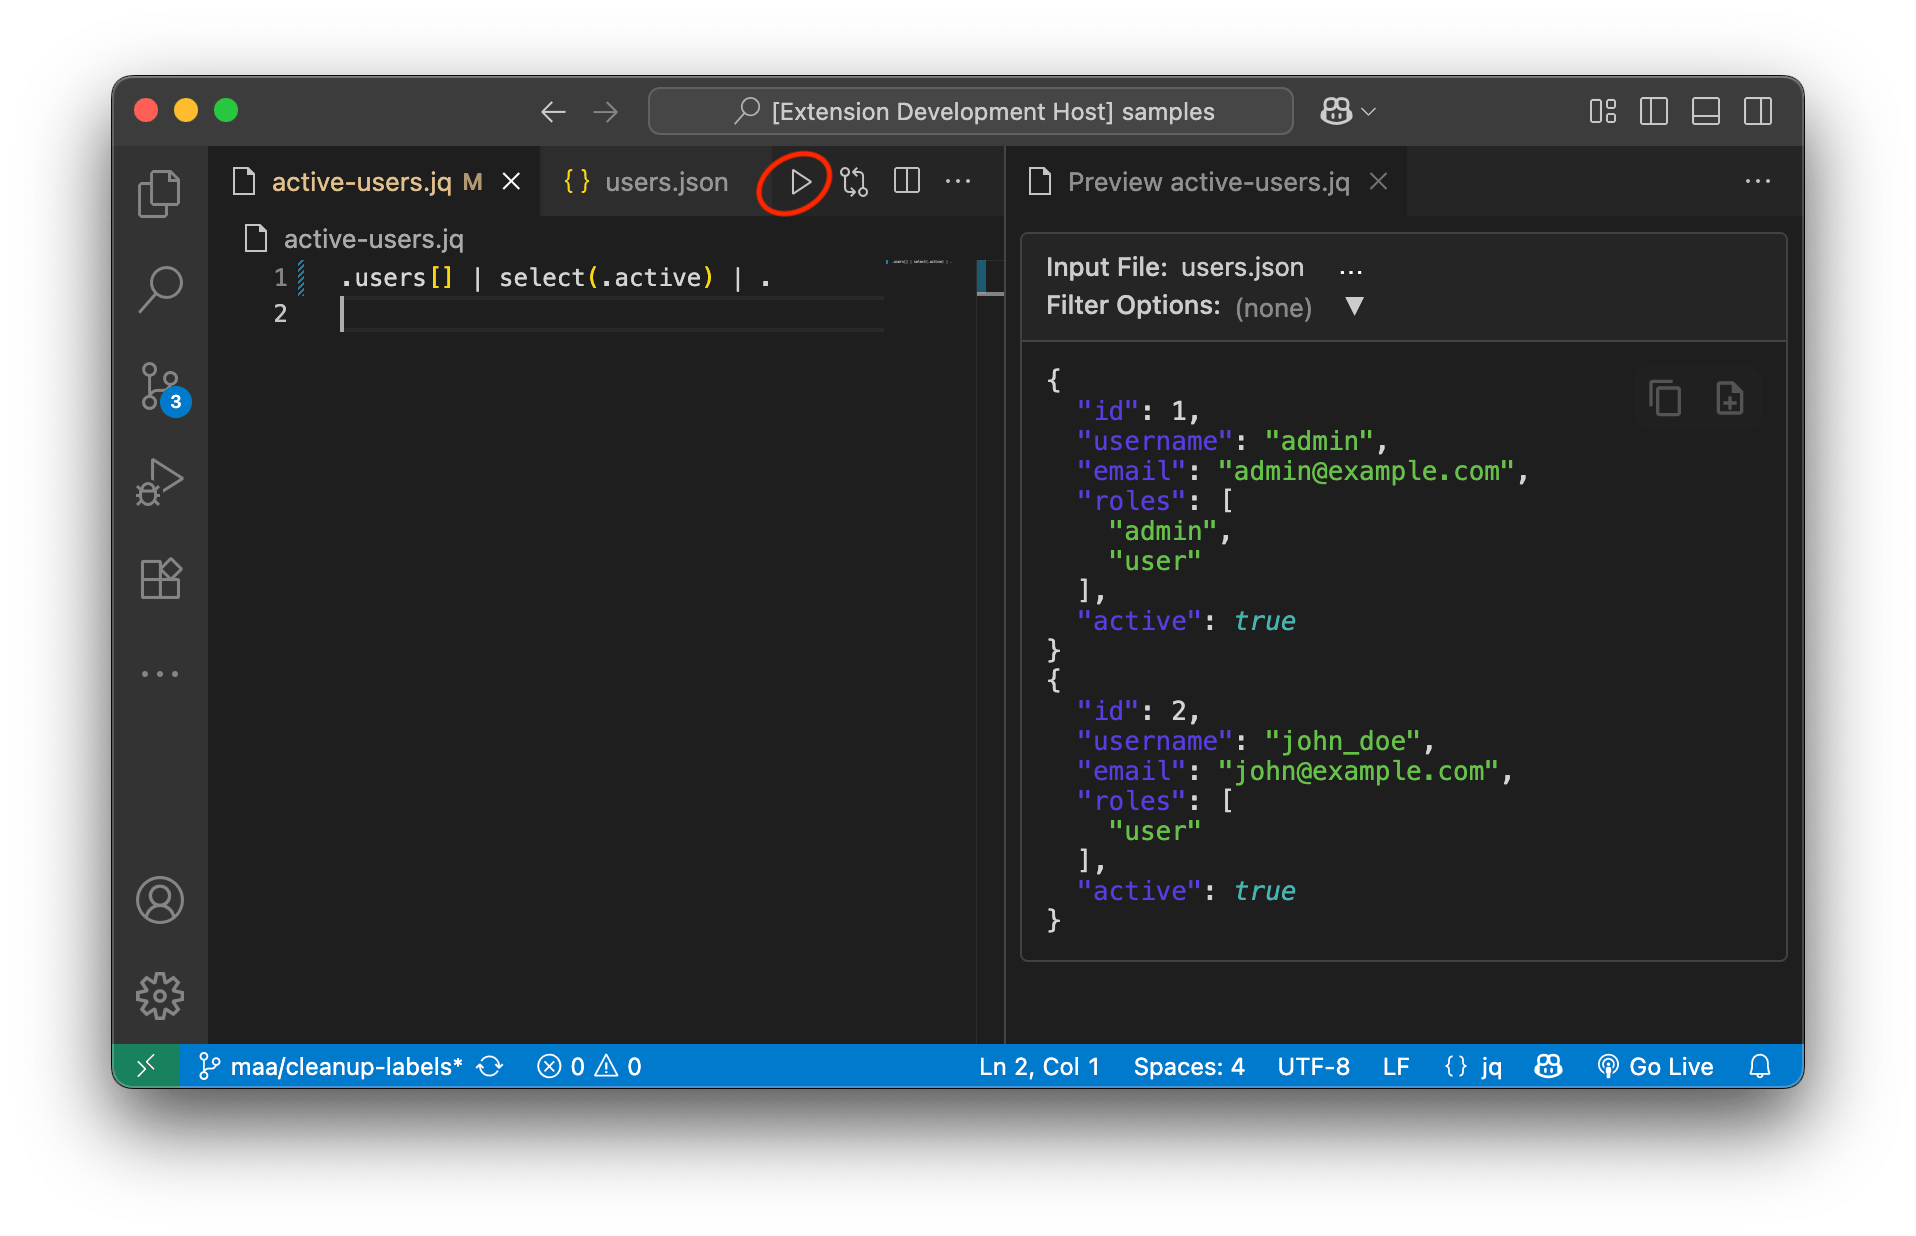 [Extension Development Host] samples
active-users.jq M
users.json
Preview active-users.jq
active-users.jq
1 .users[] | select(.active) | .
2
3
Input File: users.json ...
Filter Options: (none)
{
  "id": 1,
  "username": "admin",
  "email": "admin@example.com",
  "roles": [
    "admin",
    "user"
  ],
  "active": true
}
{
  "id": 2,
  "username": "john_doe",
  "email": "john@example.com",
  "roles": [
    "user"
  ],
  "active": true
}
maa/cleanup-labels* 0 0 Ln 2, Col 1 Spaces: 4 UTF-8 LF {} jq Go Live